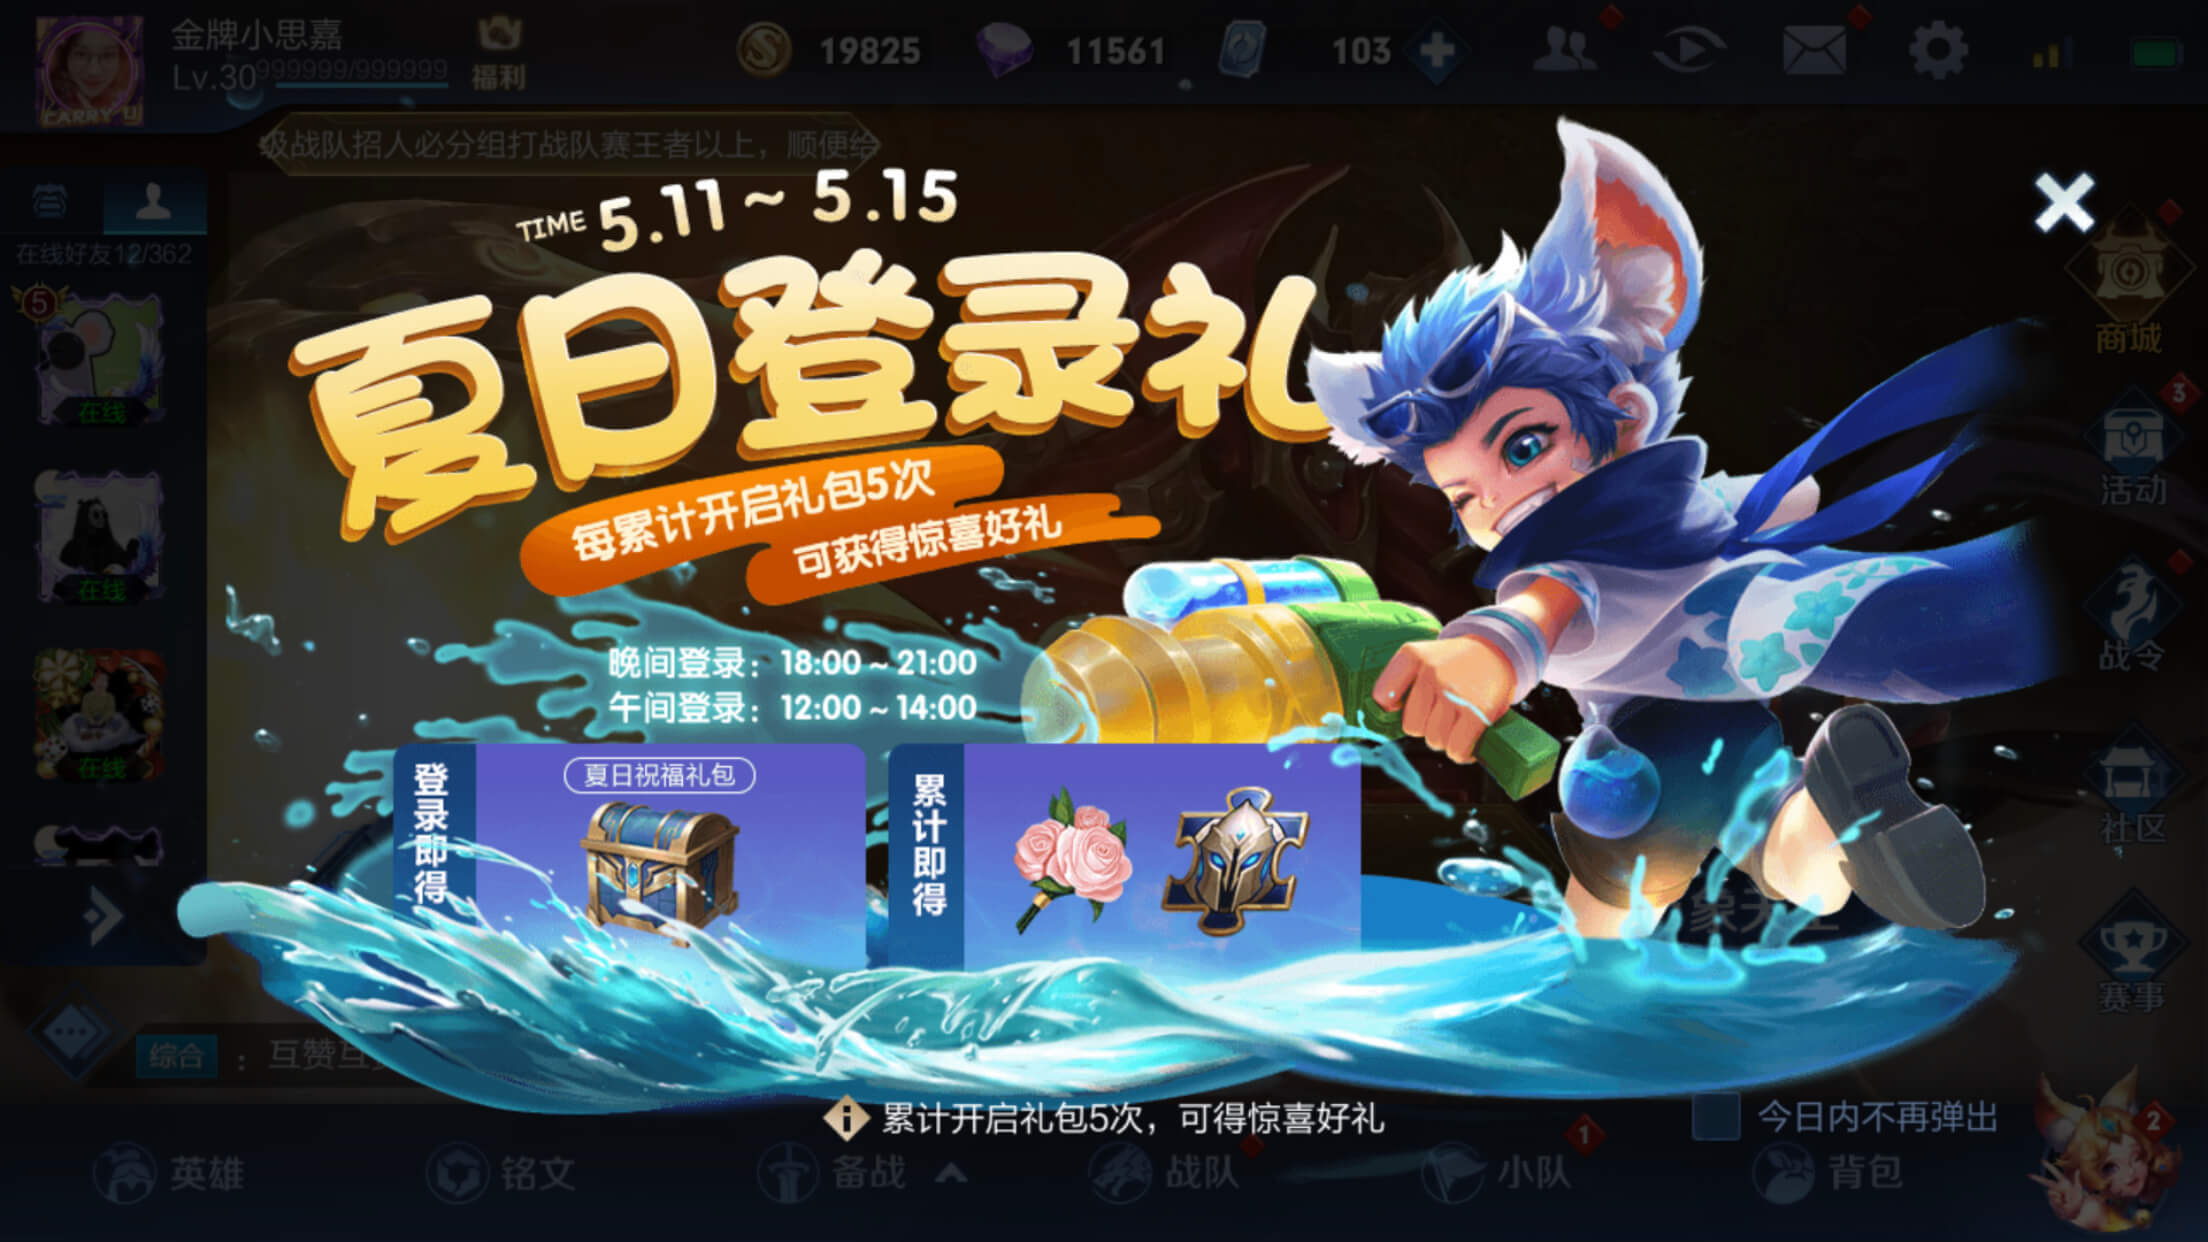 金牌小思嘉
Lv.30
999999/999999
福利
19825
11561
103
CARRY U
级战队招人必分组打战队赛王者以上，顺便给
在线好友12/362
5
在线
在线
在线
TIME 5.11~5.15
夏日登录礼
每累计开启礼包5次
可获得惊喜好礼
晚间登录：18:00~21:00
午间登录：12:00~14:00
登录即得
夏日祝福礼包
累计即得
商城
3
活动
战令
社区
赛事
综合
：互赞互
累计开启礼包5次，可得惊喜好礼
今日内不再弹出
英雄
铭文
备战
战队
1
小队
背包
2